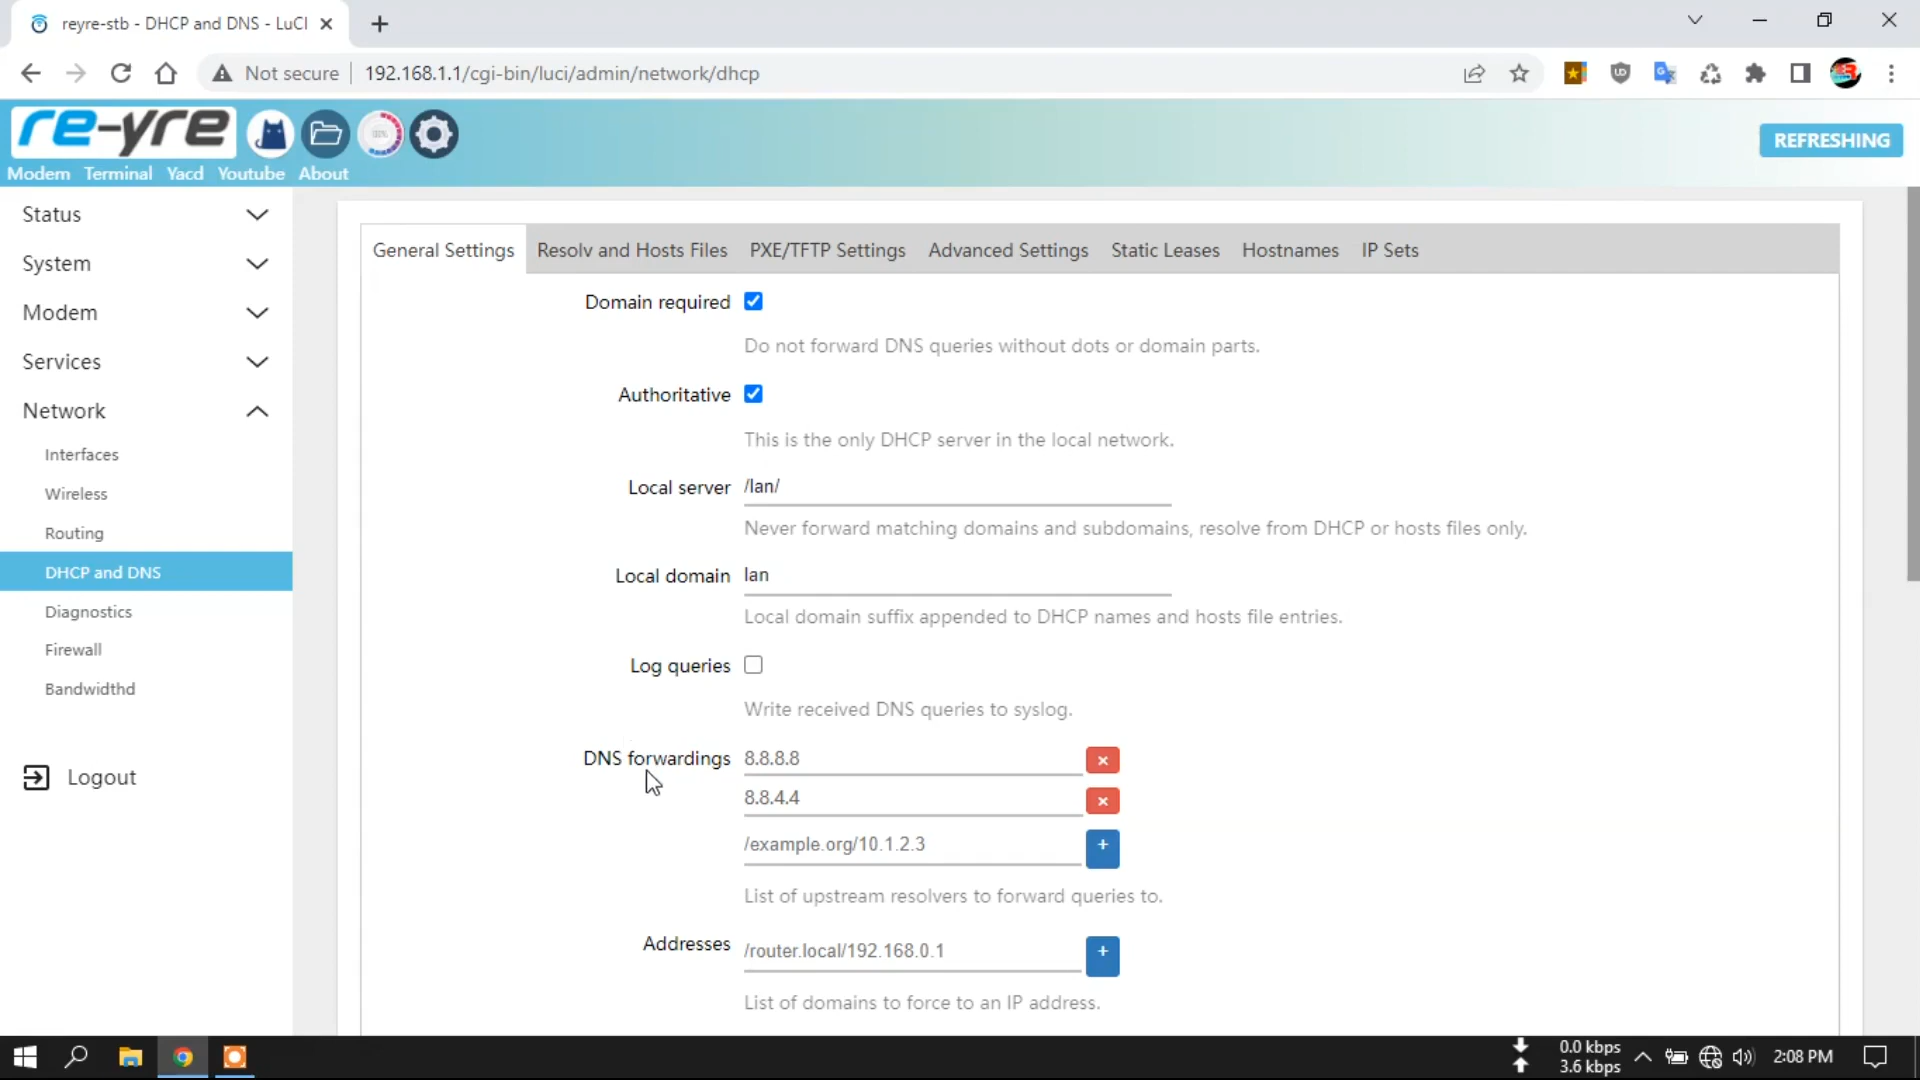 reyre-stb - DHCP and DNS - LuCI
Not secure
192.168.1.1/cgi-bin/luci/admin/network/dhcp
re-yre
REFRESHING
Modem Terminal Yacd Youtube About
Status
System
Modem
Services
Network
Interfaces
Wireless
Routing
DHCP and DNS
Diagnostics
Firewall
Bandwidthd
Logout
General Settings Resolv and Hosts Files PXE/TFTP Settings Advanced Settings Static Leases Hostnames IP Sets
Domain required
Do not forward DNS queries without dots or domain parts.
Authoritative
This is the only DHCP server in the local network.
Local server /lan/
Never forward matching domains and subdomains, resolve from DHCP or hosts files only.
Local domain lan
Local domain suffix appended to DHCP names and hosts file entries.
Log queries
Write received DNS queries to syslog.
DNS forwardings 8.8.8.8
8.8.4.4
/example.org/10.1.2.3
List of upstream resolvers to forward queries to.
Addresses /router.local/192.168.0.1
List of domains to force to an IP address.
0.0 kbps
3.6 kbps
2:08 PM